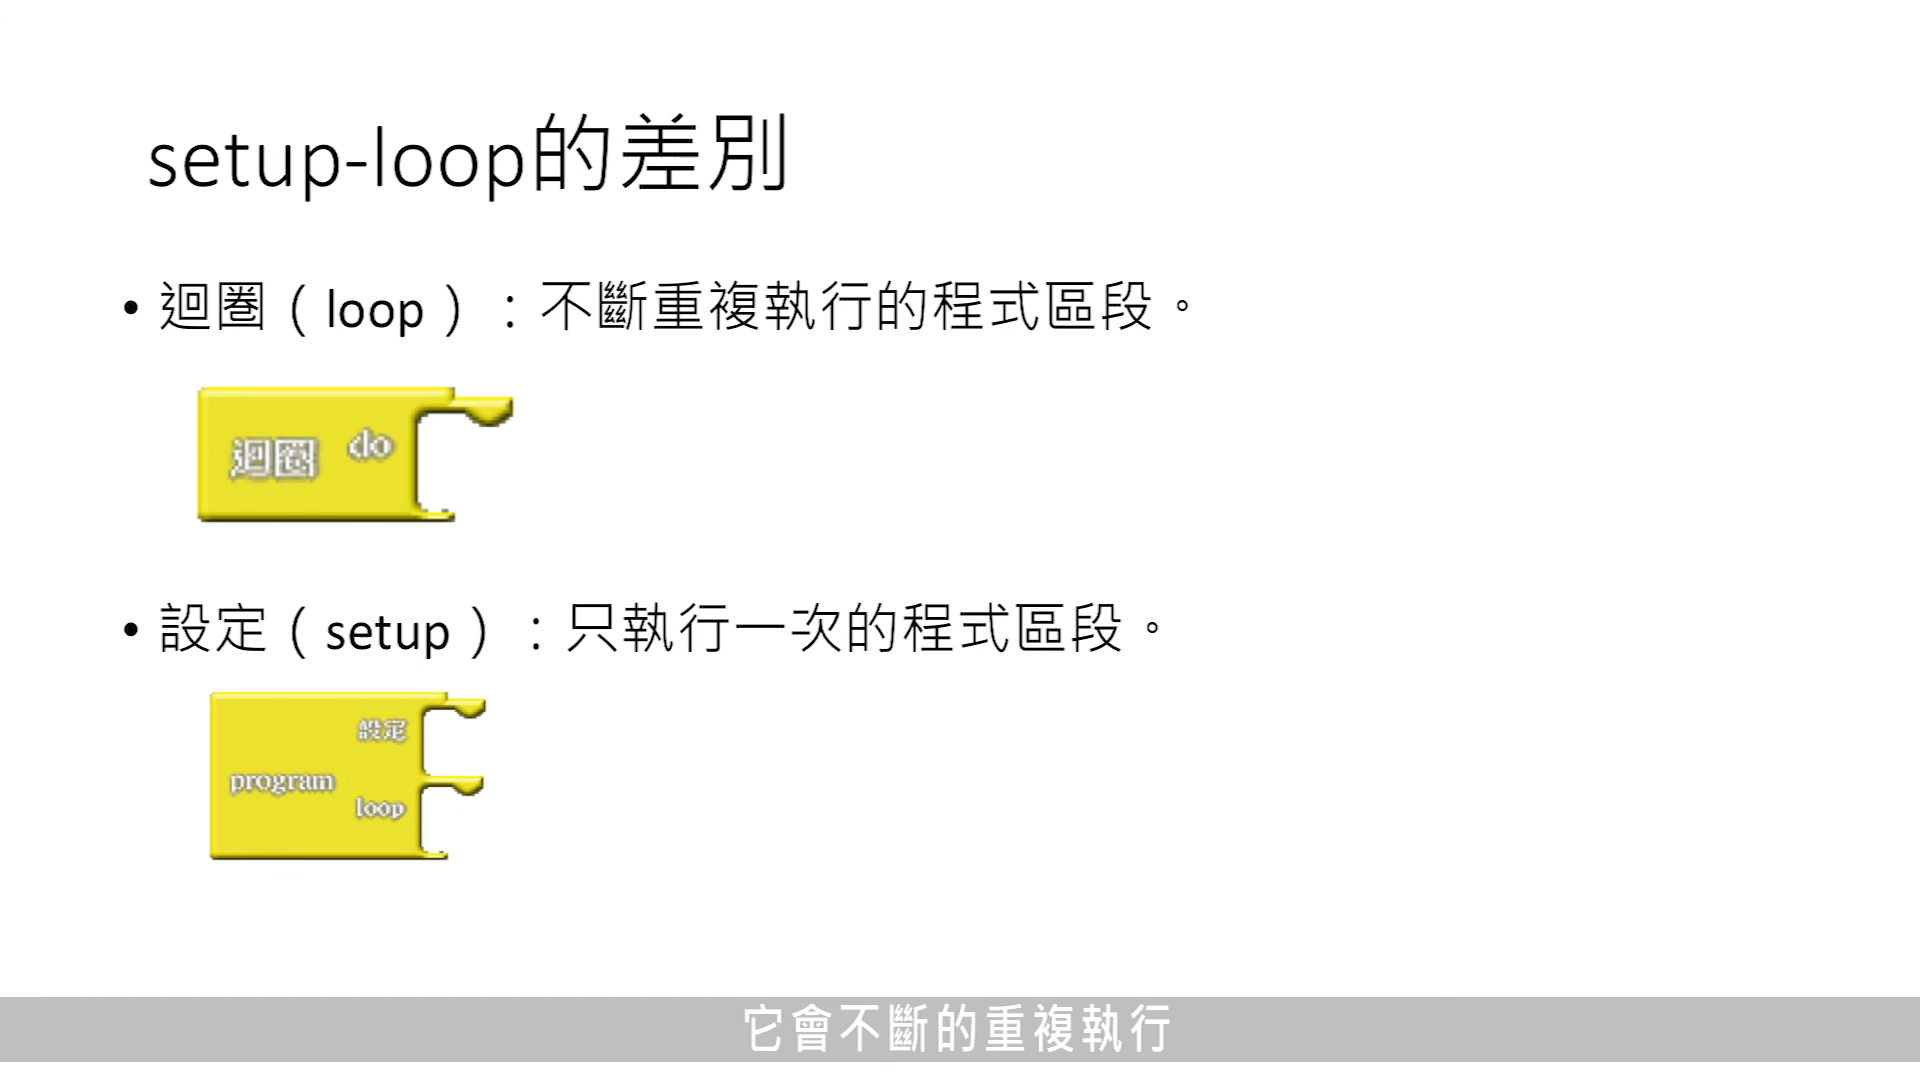 setup-loop的差別
• 迴圈（loop）：不斷重複執行的程式區段。
迴圈 do
• 設定（setup）：只執行一次的程式區段。
設定
program
loop
它會不斷的重複執行